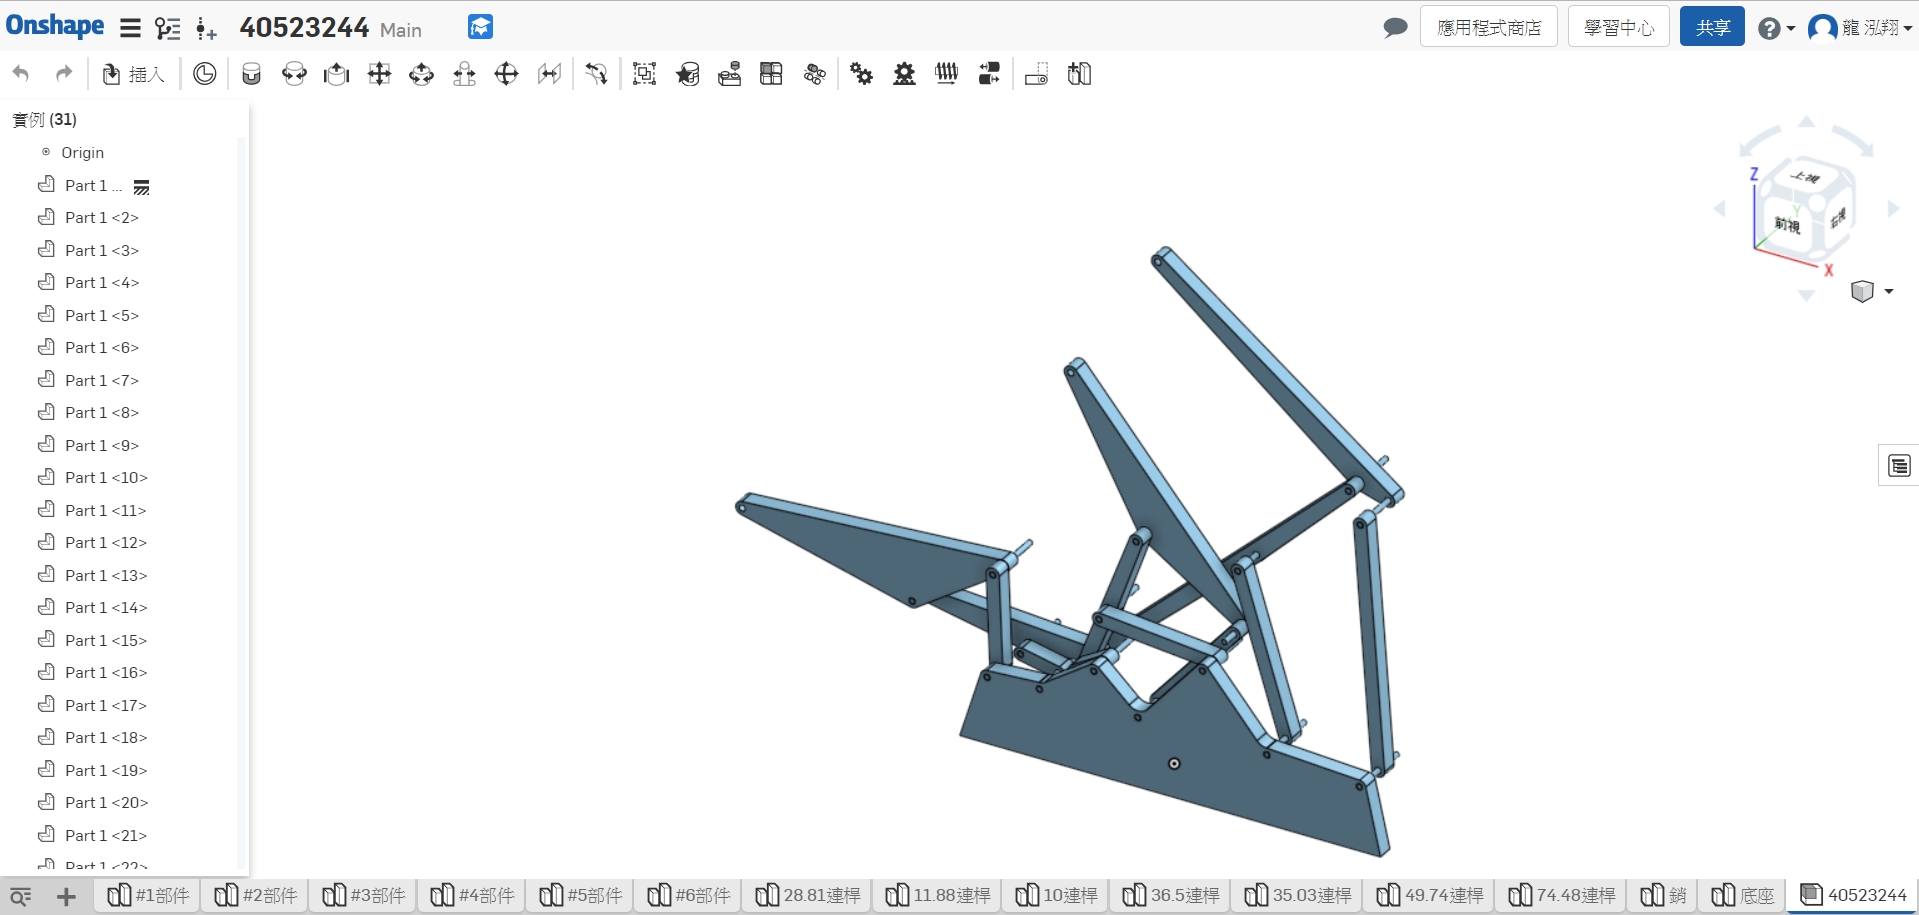 Onshape
40523244 Main
應用程式商店
學習中心
共享
龍 泓翔
插入
實例 (31)
Origin
Part 1 ...
Part 1 <2>
Part 1 <3>
Part 1 <4>
Part 1 <5>
Part 1 <6>
Part 1 <7>
Part 1 <8>
Part 1 <9>
Part 1 <10>
Part 1 <11>
Part 1 <12>
Part 1 <13>
Part 1 <14>
Part 1 <15>
Part 1 <16>
Part 1 <17>
Part 1 <18>
Part 1 <19>
Part 1 <20>
Part 1 <21>
Part 1 <22>
Z
上視
Y
前視
右視
X
#1部件
#2部件
#3部件
#4部件
#5部件
#6部件
28.81連桿
11.88連桿
10連桿
36.5連桿
35.03連桿
49.74連桿
74.48連桿
銷
底座
40523244